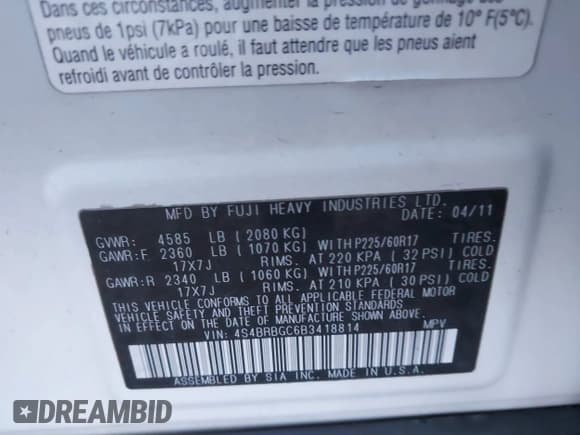 Dans ces circonstances, augmenter la pression de gonflage des
pneus de 1psi (7kPa) pour une baisse de température de 10° F(5°C).
Quand le véhicule a roulé, il faut attendre que les pneus aient
refroidi avant de contrôler la pression.
MFD BY FUJI HEAVY INDUSTRIES LTD.
DATE: 04/11
GVWR: 4585 LB ( 2080 KG)
GAWR:F 2360 LB ( 1070 KG) WITH P225/60R17 TIRES.
17X7J RIMS. AT 220 KPA ( 32 PSI) COLD
GAWR:R 2340 LB ( 1060 KG) WITH P225/60R17 TIRES.
17X7J RIMS. AT 210 KPA ( 30 PSI) COLD
THIS VEHICLE CONFORMS TO ALL APPLICABLE FEDERAL MOTOR
VEHICLE SAFETY AND THEFT PREVENTION STANDARDS
IN EFFECT ON THE DATE OF MANUFACTURE SHOWN ABOVE.
VIN: 4S4BRBGC6B3418814 MPV
ASSEMBLED BY SIA INC. MADE IN U.S.A.
DREAMBID